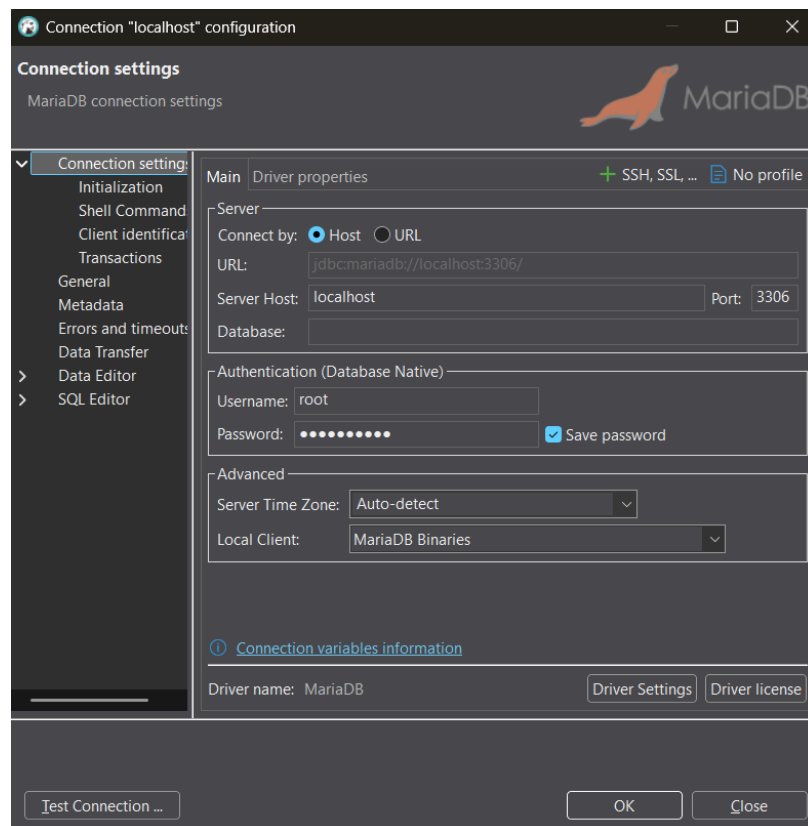 Connection "localhost" configuration
Connection settings
MariaDB connection settings
MariaDB
Connection settings
Initialization
Shell Command
Client identificat
Transactions
General
Metadata
Errors and timeouts
Data Transfer
Data Editor
SQL Editor
Main Driver properties SSH, SSL, ... No profile
Server
Connect by: Host URL
URL: jdbc:mariadb://localhost:3306/
Server Host: localhost Port: 3306
Database:
Authentication (Database Native)
Username: root
Password: •••••••••• Save password
Advanced
Server Time Zone: Auto-detect
Local Client: MariaDB Binaries
Connection variables information
Driver name: MariaDB Driver Settings Driver license
Test Connection ... OK Close